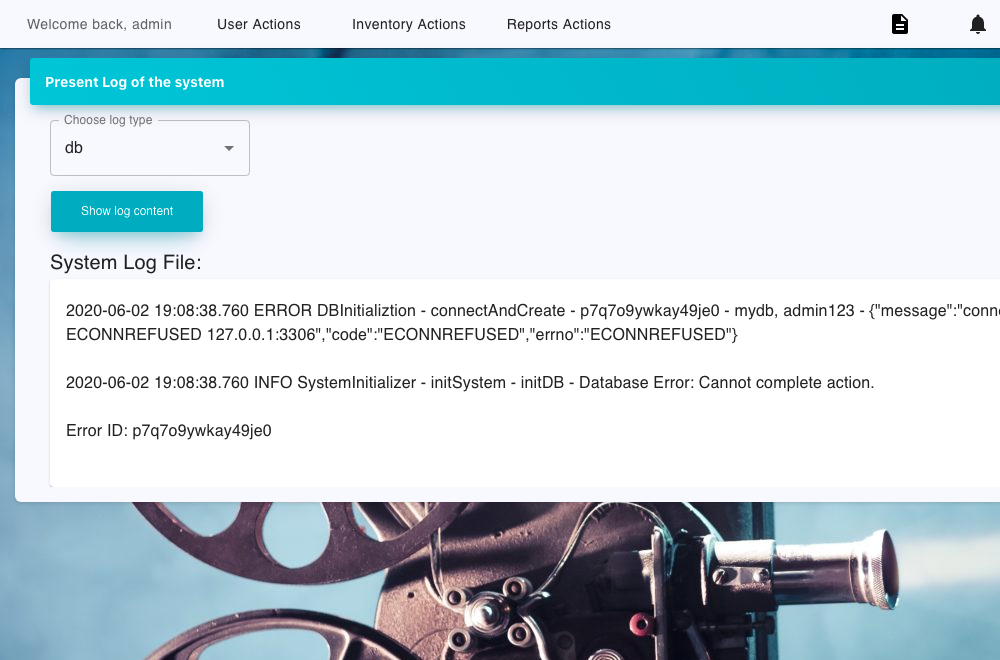 Welcome back, admin User Actions Inventory Actions Reports Actions
Present Log of the system
Choose log type
db
Show log content
System Log File:
2020-06-02 19:08:38.760 ERROR DBInitializtion - connectAndCreate - p7q7o9ywkay49je0 - mydb, admin123 - {"message":"conne
ECONNREFUSED 127.0.0.1:3306","code":"ECONNREFUSED","errno":"ECONNREFUSED"}
2020-06-02 19:08:38.760 INFO SystemInitializer - initSystem - initDB - Database Error: Cannot complete action.
Error ID: p7q7o9ywkay49je0